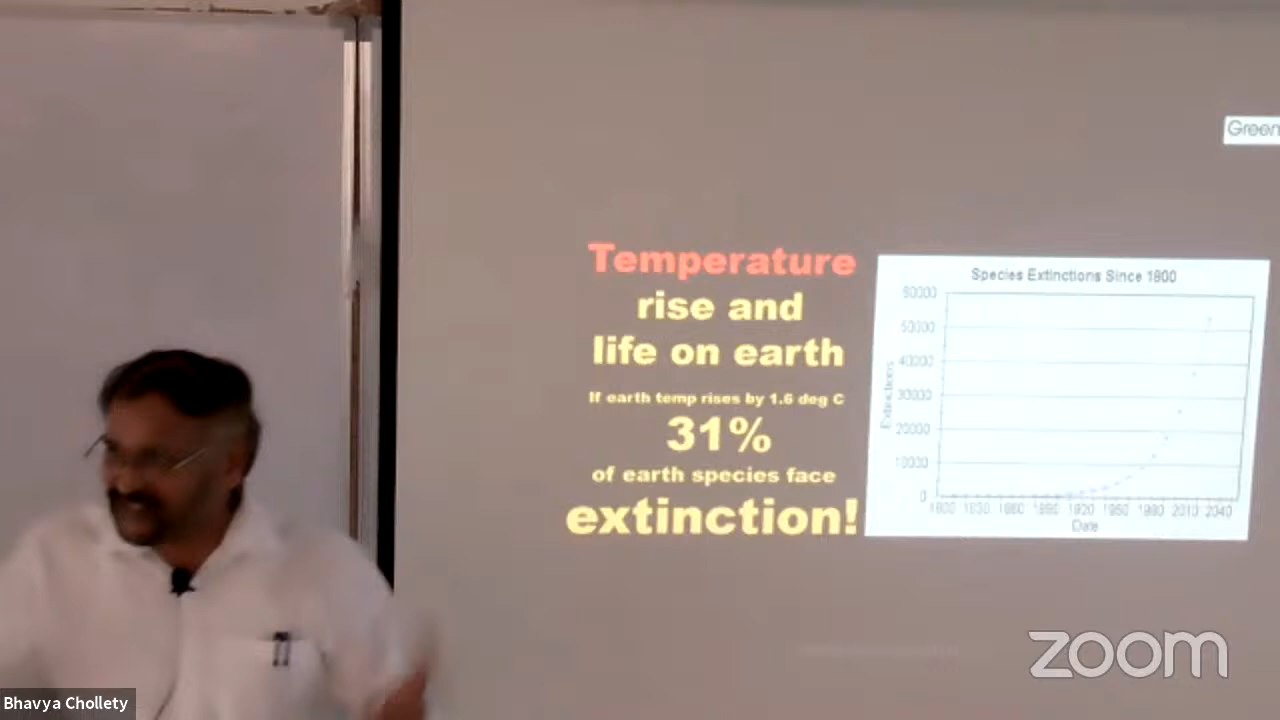 Green
Temperature
rise and
life on earth
If earth temp rises by 1.6 deg C
31%
of earth species face
extinction!
Species Extinctions Since 1800
60000
50000
40000
30000
20000
10000
0
Extinctions
1800 1830 1860 1890 1920 1950 1980 2010 2040
Date
zoom
Bhavya Chollety